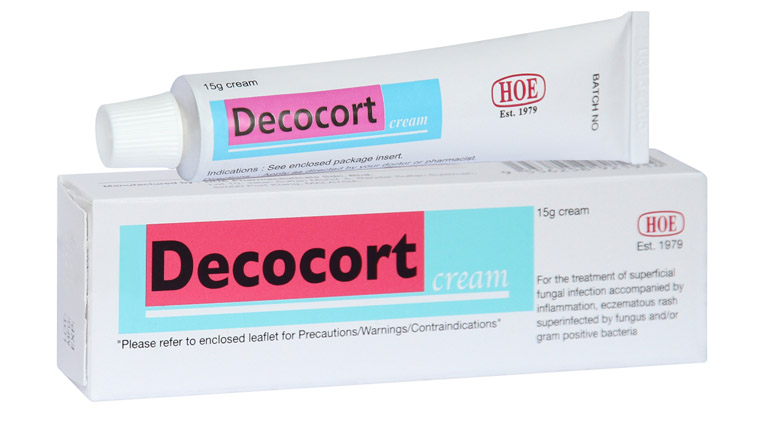 15g cream
HOE
Est. 1979
BATCH NO
Decocort
cream
Indications : See enclosed package insert.
Directions : Apply as directed by your doctor or pharmacist
Manufactured by
15g cream
HOE
Est. 1979
Decocort
cream
For the treatment of superficial
fungal infection accompanied by
inflammation, eczematous rash
superinfected by fungus and/or
gram positive bacteria
"Please refer to enclosed leaflet for Precautions/Warnings/Contraindications"